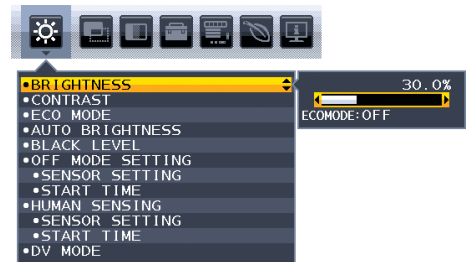 •BRIGHTNESS
•CONTRAST
•ECO MODE
•AUTO BRIGHTNESS
•BLACK LEVEL
•OFF MODE SETTING
•SENSOR SETTING
•START TIME
•HUMAN SENSING
•SENSOR SETTING
•START TIME
•DV MODE
30.0%
ECOMODE:OFF